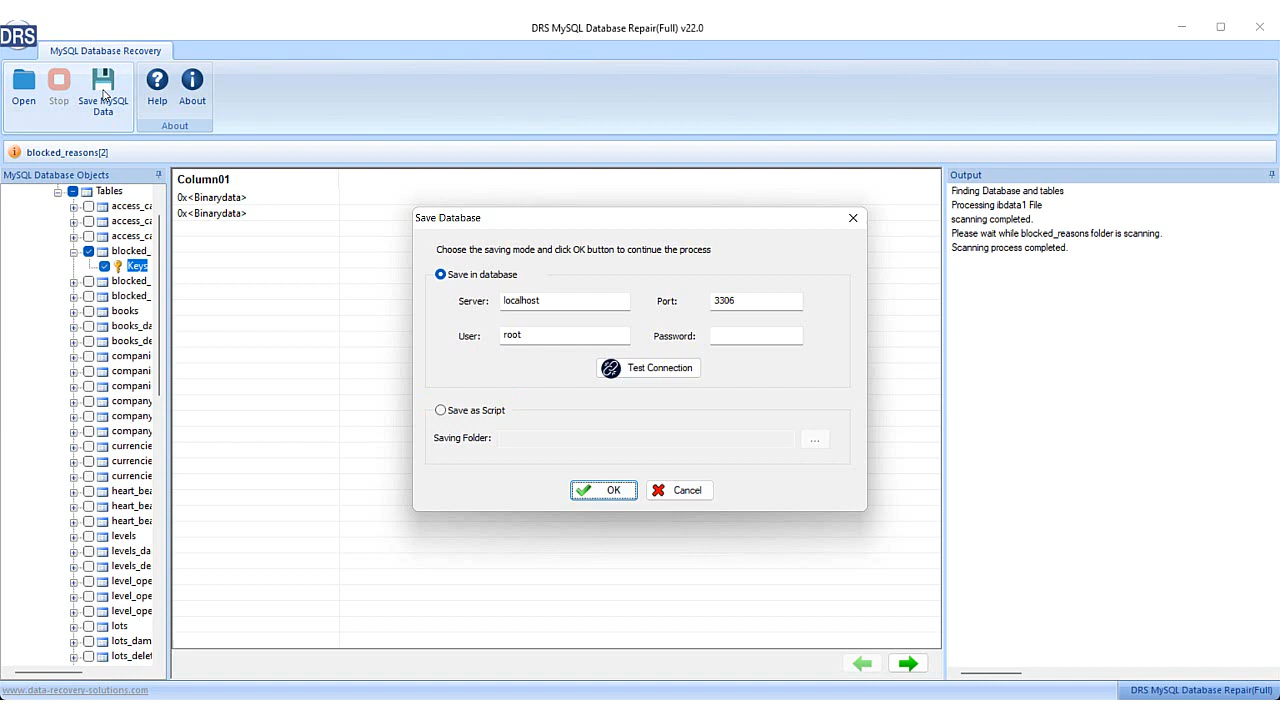 DRS MySQL Database Repair(Full) v22.0
DRS
MySQL Database Recovery
Open
Stop
Save MySQL
Data
Help
About
About
blocked_reasons[2]
MySQL Database Objects
Tables
access_ca
access_ca
access_ca
blocked_
Keys
blocked_
blocked_
books
books_da
books_de
compani
compani
compani
company
company
company
currencie
currencie
currencie
heart_bea
heart_bea
heart_bea
levels
levels_da
levels_de
level_ope
level_ope
level_ope
lots
lots_dam
lots_delet
Column01
0x<Binarydata>
0x<Binarydata>
Save Database
Choose the saving mode and click OK button to continue the process
Save in database
Server: localhost Port: 3306
User: root Password:
Test Connection
Save as Script
Saving Folder: ...
OK Cancel
Output
Finding Database and tables
Processing ibdata1 File
scanning completed.
Please wait while blocked_reasons folder is scanning.
Scanning process completed.
www.data-recovery-solutions.com
DRS MySQL Database Repair(Full)